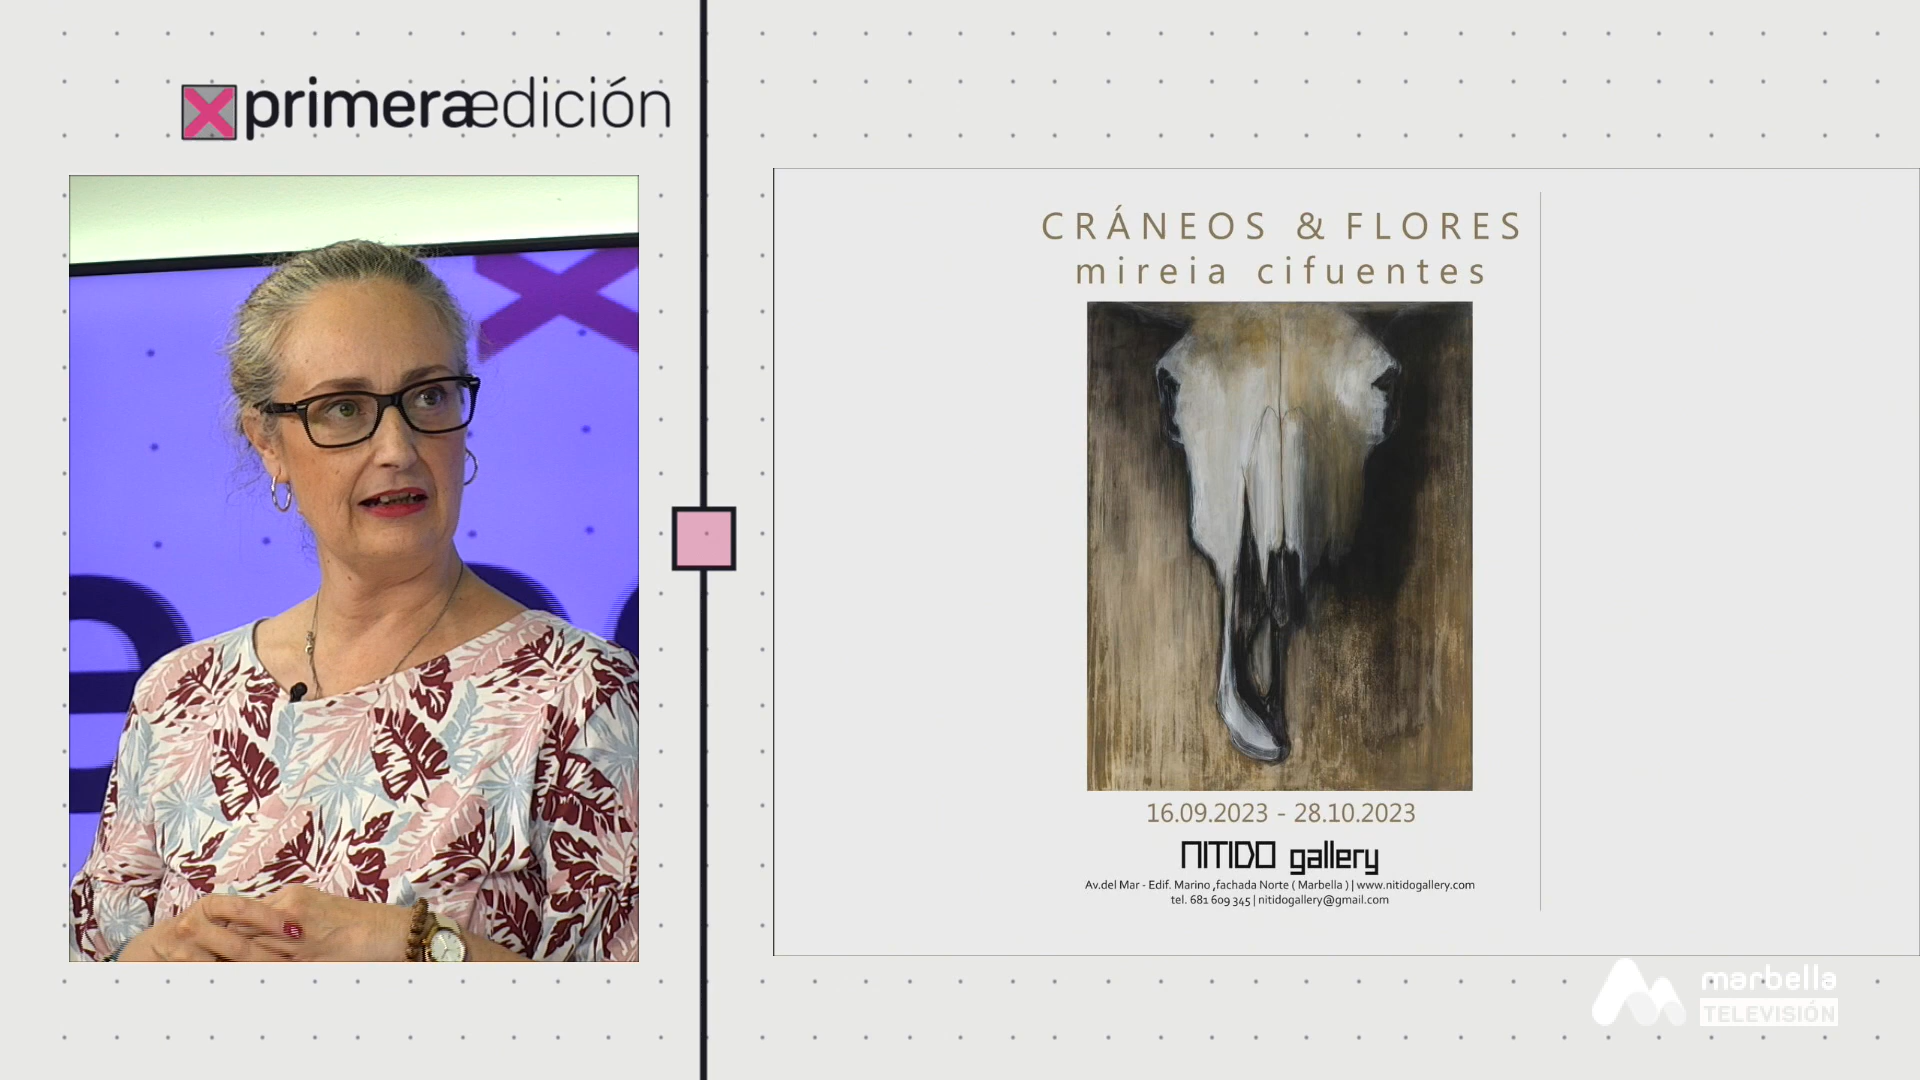 primeraedición
CRÁNEOS & FLORES
mireia cifuentes
16.09.2023 - 28.10.2023
NITIDO gallery
Av.del Mar - Edif. Marino ,fachada Norte ( Marbella ) | www.nitidogallery.com
tel. 681 609 345 | nitidogallery@gmail.com
marbella
TELEVISIÓN